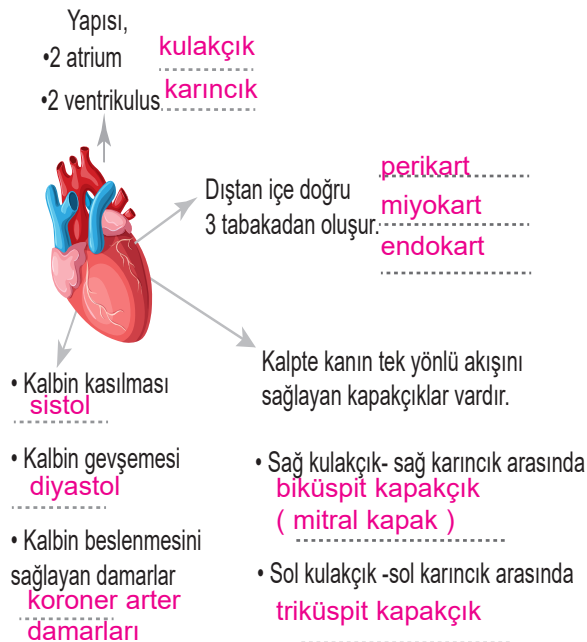 Yapısı,
•2 atrium kulakçık
•2 ventrikulus karıncık
Dıştan içe doğru
3 tabakadan oluşur.
perikart
miyokart
endokart
• Kalbin kasılması
sistol
• Kalbin gevşemesi
diyastol
• Kalbin beslenmesini
sağlayan damarlar
koroner arter
damarları
Kalpte kanın tek yönlü akışını
sağlayan kapakçıklar vardır.
• Sağ kulakçık- sağ karıncık arasında
biküspit kapakçık
( mitral kapak )
• Sol kulakçık -sol karıncık arasında
triküspit kapakçık